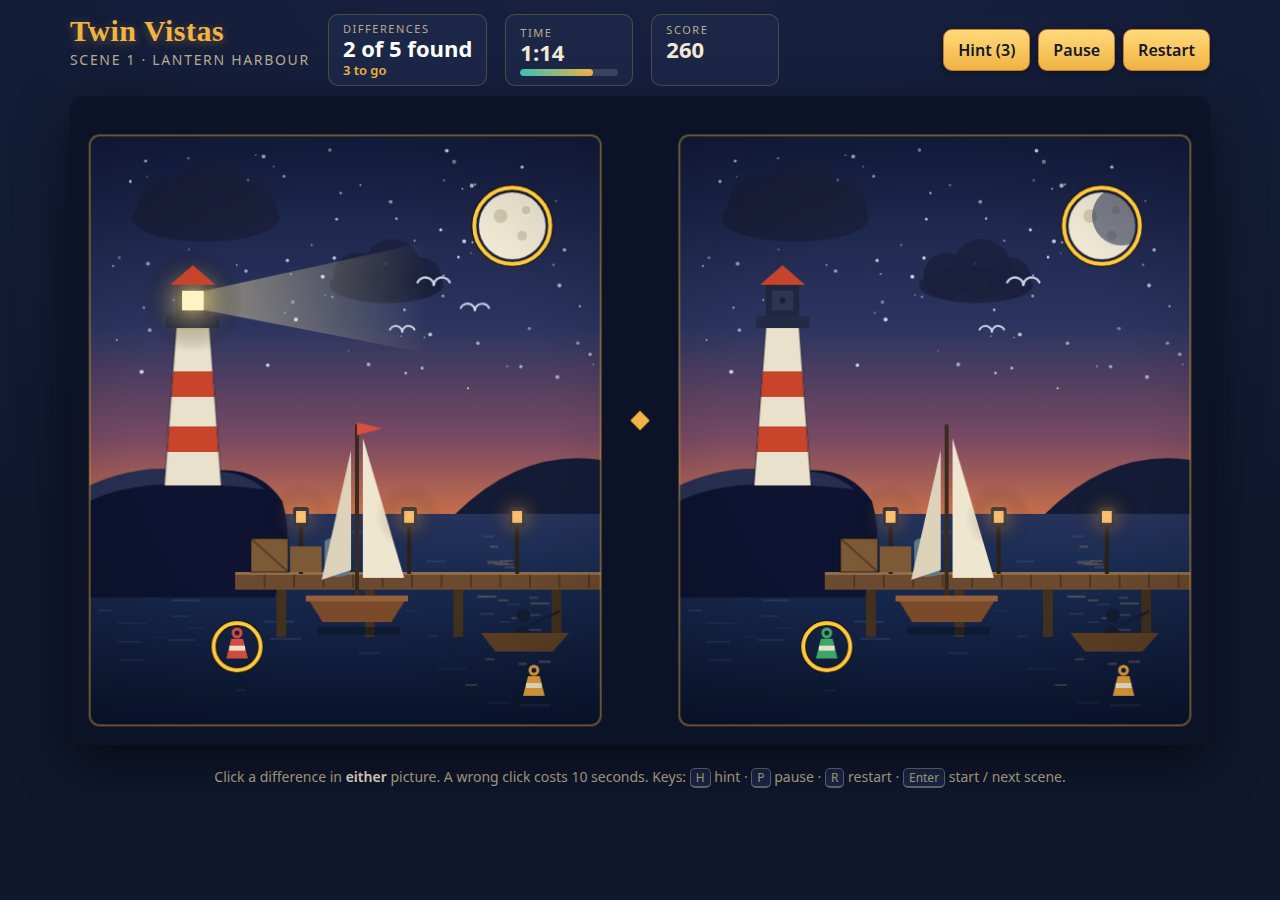 Twin Vistas
SCENE 1 · LANTERN HARBOUR
DIFFERENCES
2 of 5 found
3 to go
TIME
1:14
SCORE
260
Hint (3)
Pause
Restart
Click a difference in either picture. A wrong click costs 10 seconds. Keys: H hint · P pause · R restart · Enter start / next scene.